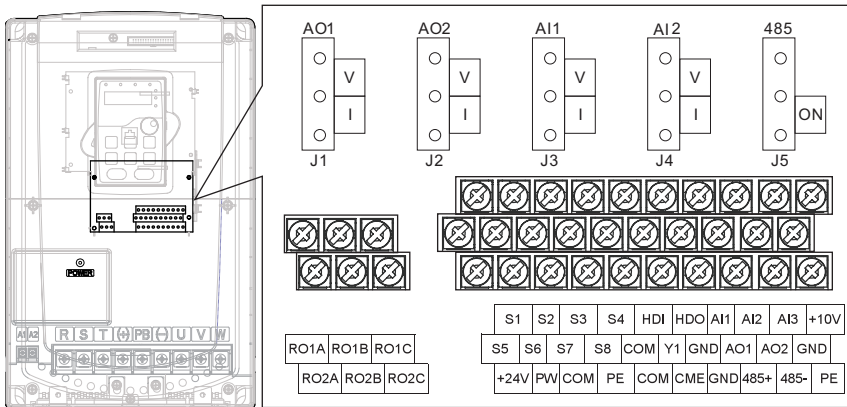 AO1 AO2 AI1 AI2 485
V V V V
I I I I ON
J1 J2 J3 J4 J5
POWER
A1 A2 R S T (+) PB (-) U V W
S1 S2 S3 S4 HDI HDO AI1 AI2 AI3 +10V
RO1A RO1B RO1C S5 S6 S7 S8 COM Y1 GND AO1 AO2 GND
RO2A RO2B RO2C +24V PW COM PE COM CME GND 485+ 485- PE